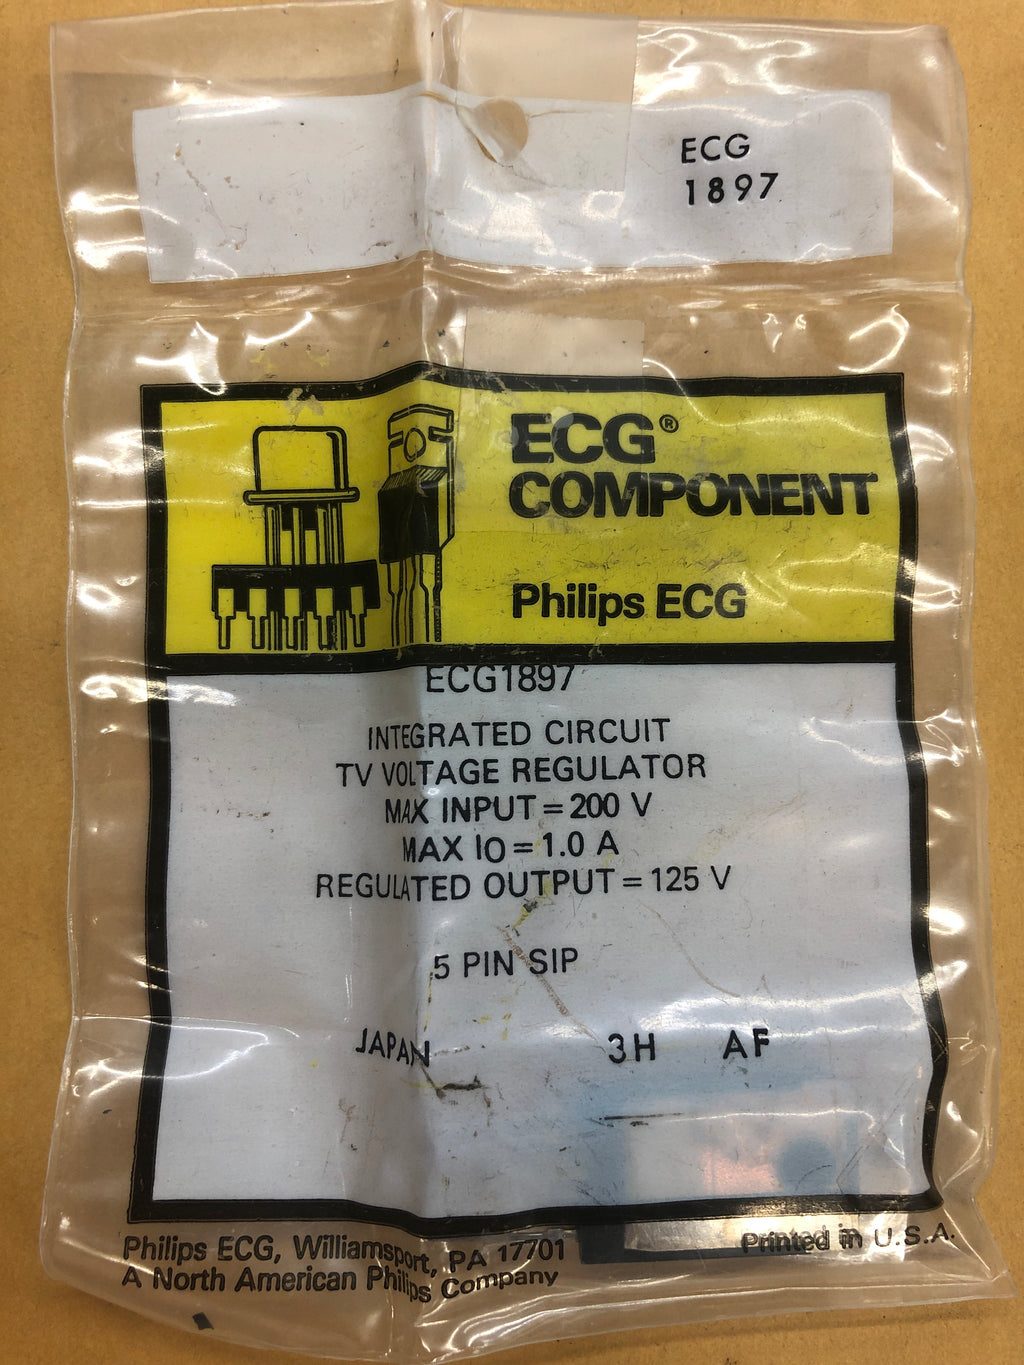 ECG
1897
ECG®
COMPONENT
Philips ECG
ECG1897
INTEGRATED CIRCUIT
TV VOLTAGE REGULATOR
MAX INPUT = 200 V
MAX IO = 1.0 A
REGULATED OUTPUT = 125 V
5 PIN SIP
JAPAN 3H AF
Philips ECG, Williamsport, PA 17701
A North American Philips Company
Printed in U.S.A.